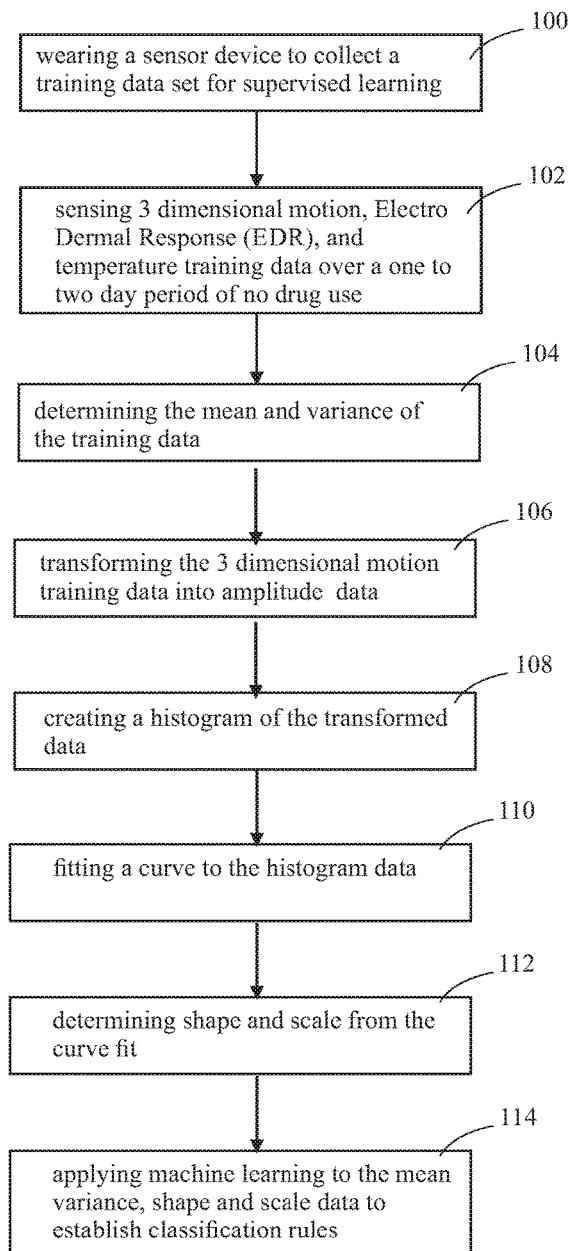 100
wearing a sensor device to collect a
training data set for supervised learning
102
sensing 3 dimensional motion, Electro
Dermal Response (EDR), and
temperature training data over a one to
two day period of no drug use
104
determining the mean and variance of
the training data
106
transforming the 3 dimensional motion
training data into amplitude data
108
creating a histogram of the transformed
data
110
fitting a curve to the histogram data
112
determining shape and scale from the
curve fit
114
applying machine learning to the mean
variance, shape and scale data to
establish classification rules